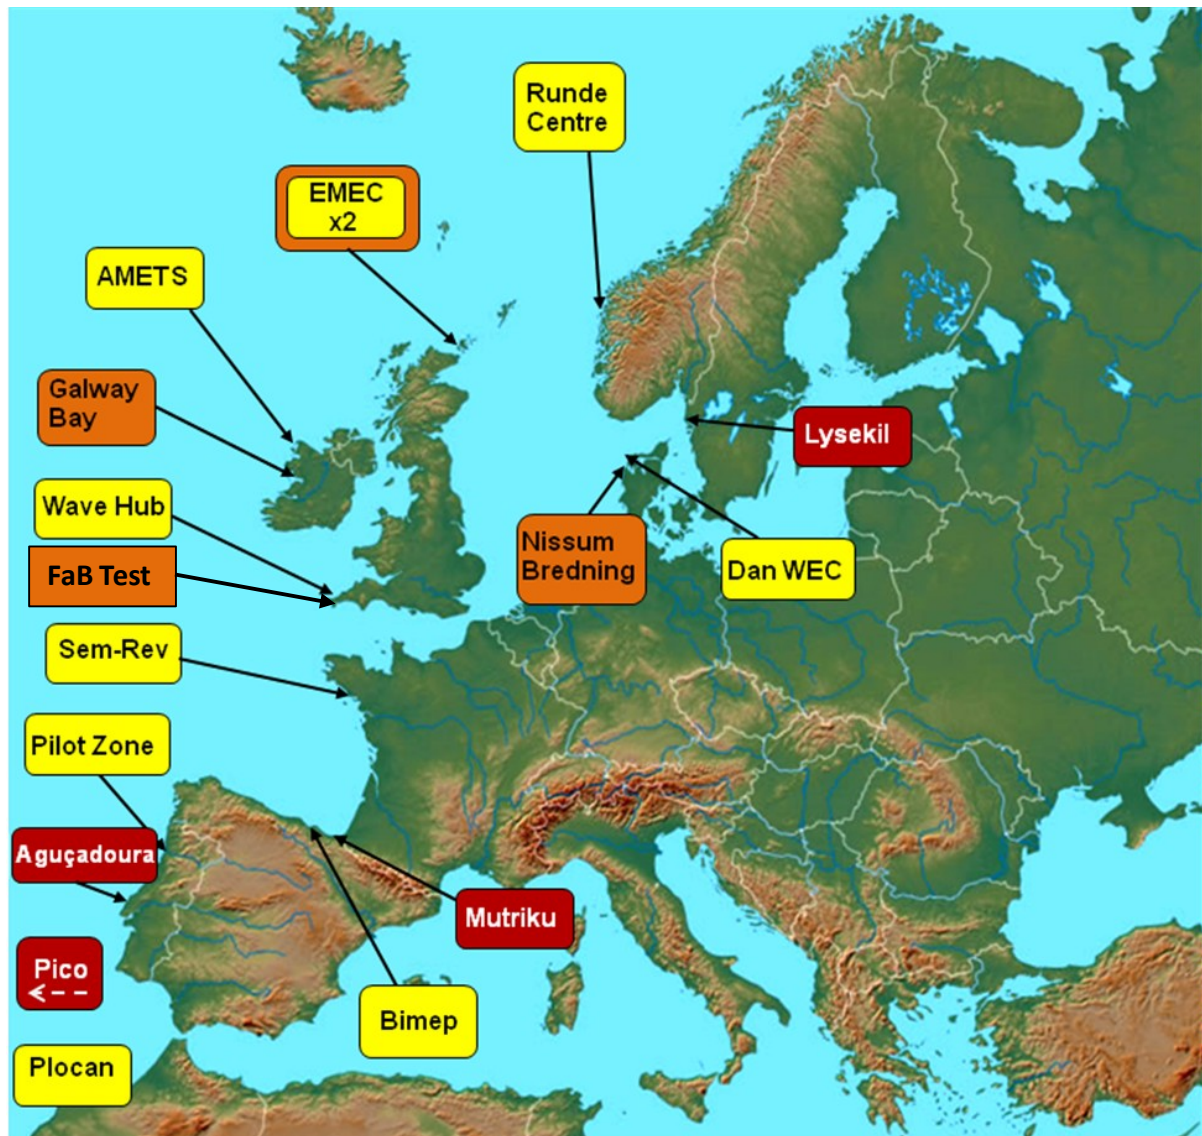 Runde
Centre
EMEC
x2
AMETS
Galway
Bay
Lysekil
Wave Hub
Nissum
Bredning
Dan WEC
FaB Test
Sem-Rev
Pilot Zone
Aguçadoura
Mutriku
Pico
Bimep
Plocan